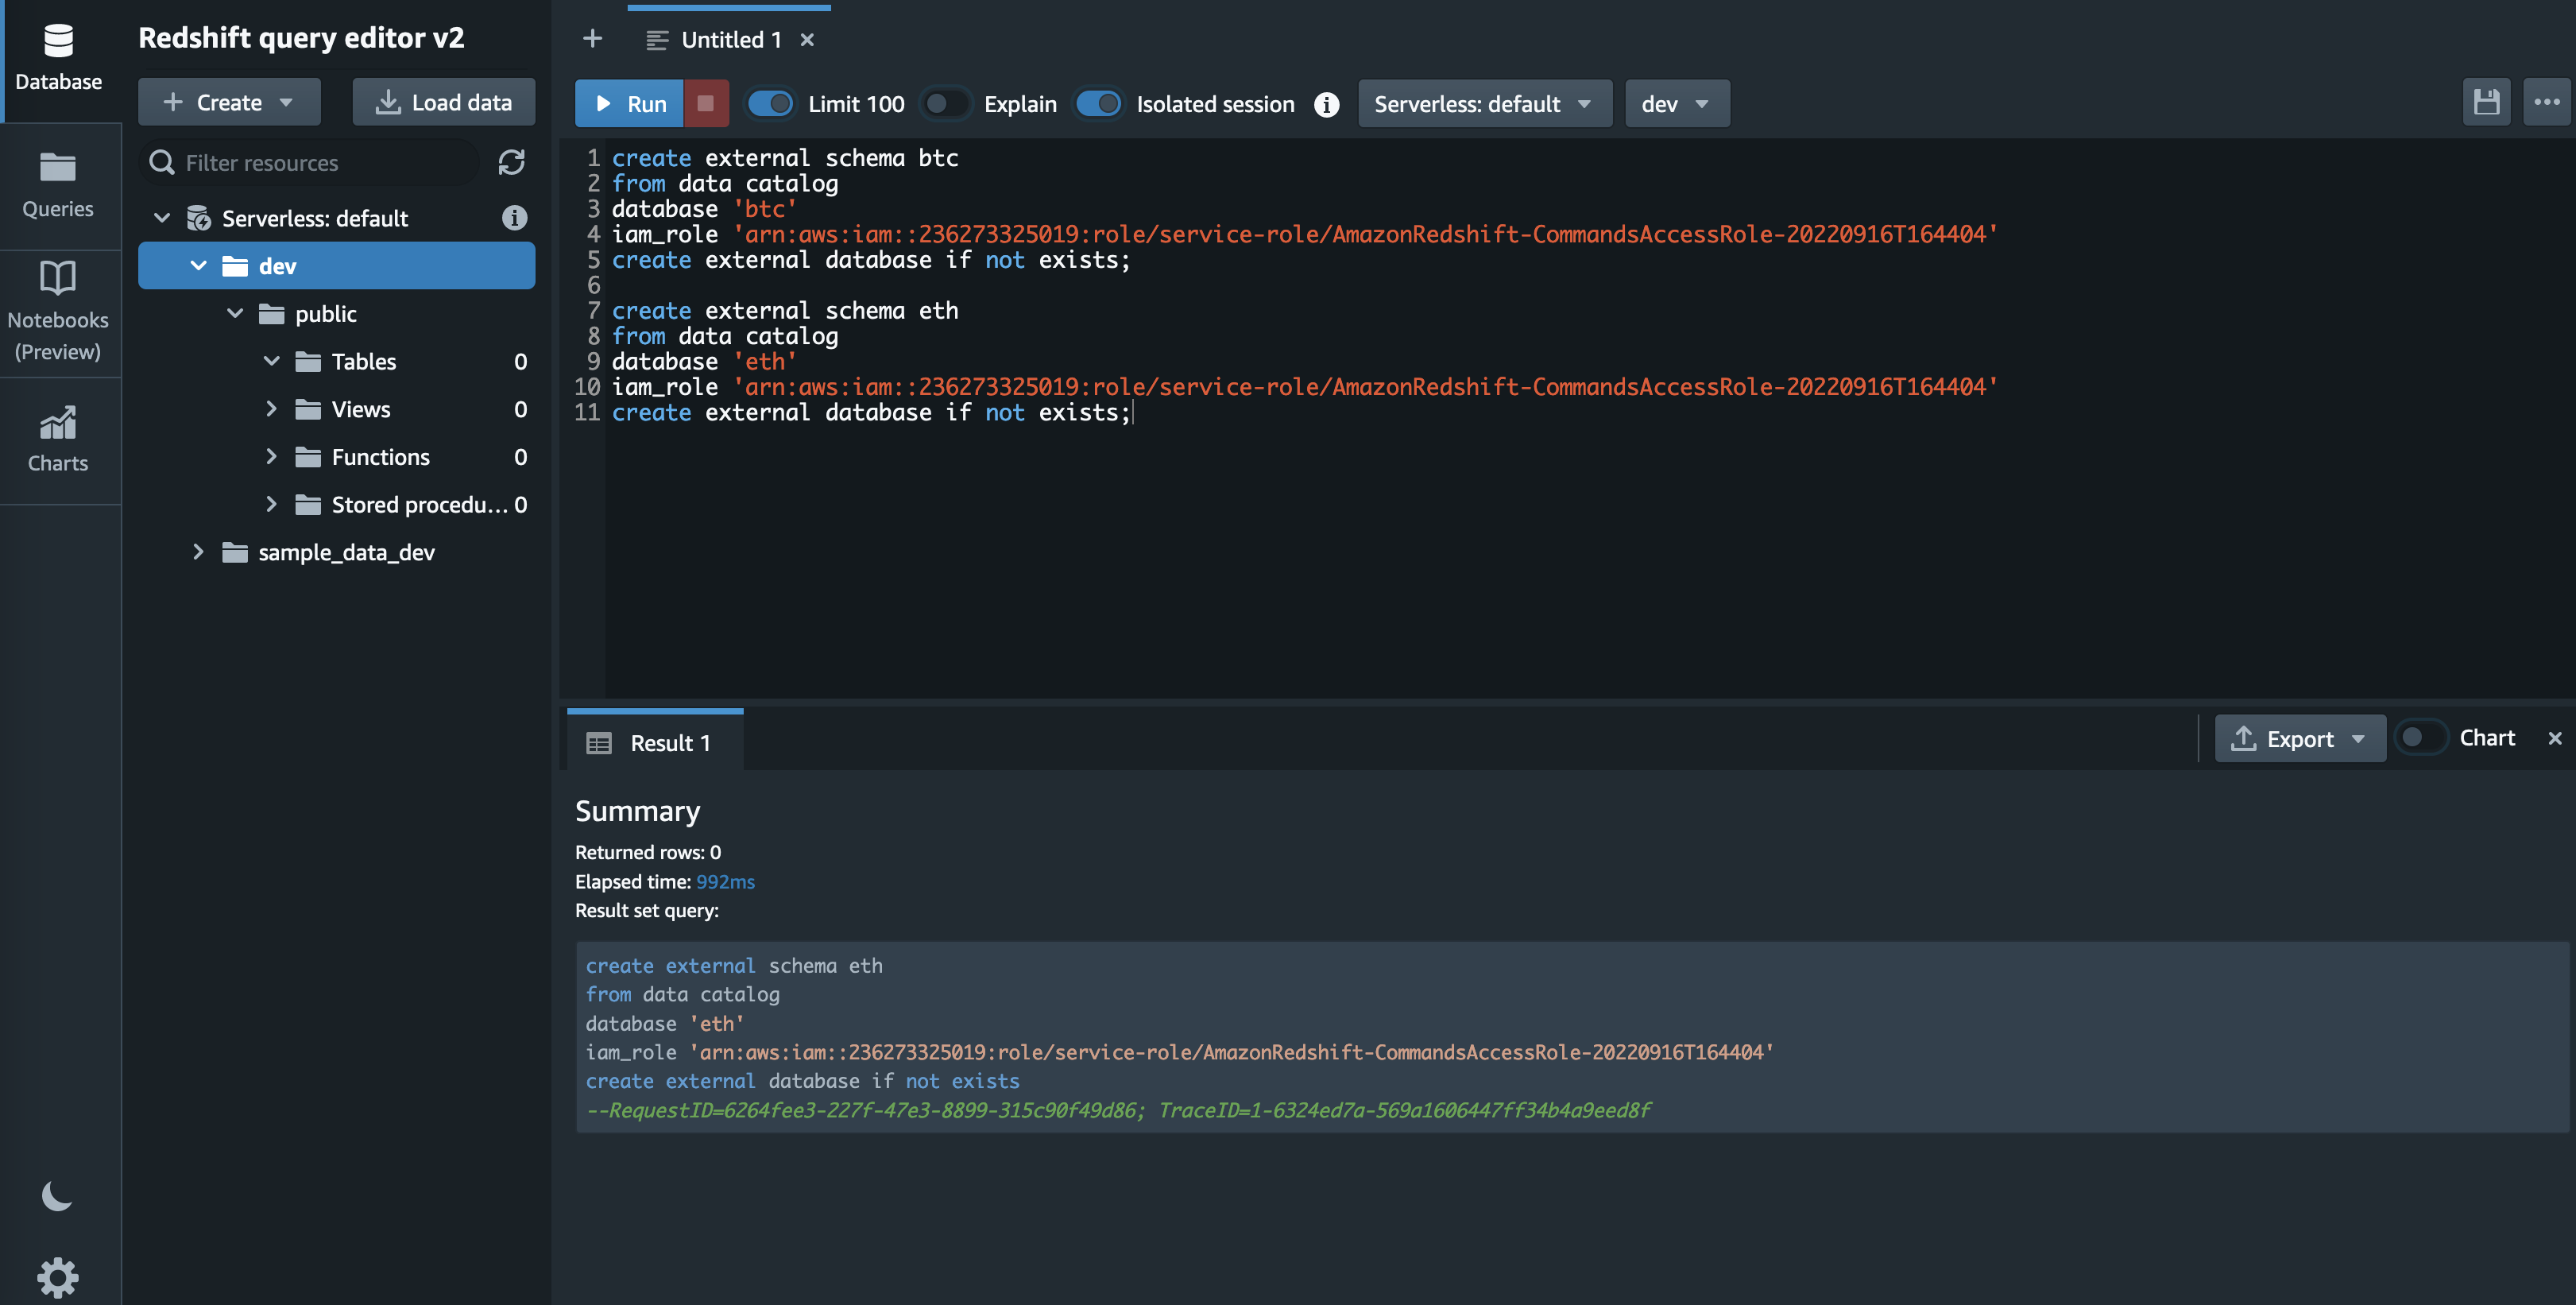 Database
Queries
Notebooks
(Preview)
Charts
Redshift query editor v2
Create
Load data
Filter resources
Serverless: default
dev
public
Tables 0
Views 0
Functions 0
Stored procedu... 0
sample_data_dev
Untitled 1
Run Limit 100 Explain Isolated session Serverless: default dev
1 create external schema btc
2 from data catalog
3 database 'btc'
4 iam_role 'arn:aws:iam::236273325019:role/service-role/AmazonRedshift-CommandsAccessRole-20220916T164404'
5 create external database if not exists;
6
7 create external schema eth
8 from data catalog
9 database 'eth'
10 iam_role 'arn:aws:iam::236273325019:role/service-role/AmazonRedshift-CommandsAccessRole-20220916T164404'
11 create external database if not exists;
Result 1
Export
Chart
Summary
Returned rows: 0
Elapsed time: 992ms
Result set query:
create external schema eth
from data catalog
database 'eth'
iam_role 'arn:aws:iam::236273325019:role/service-role/AmazonRedshift-CommandsAccessRole-20220916T164404'
create external database if not exists
--RequestID=6264fee3-227f-47e3-8899-315c90f49d86; TraceID=1-6324ed7a-569a1606447ff34b4a9eed8f